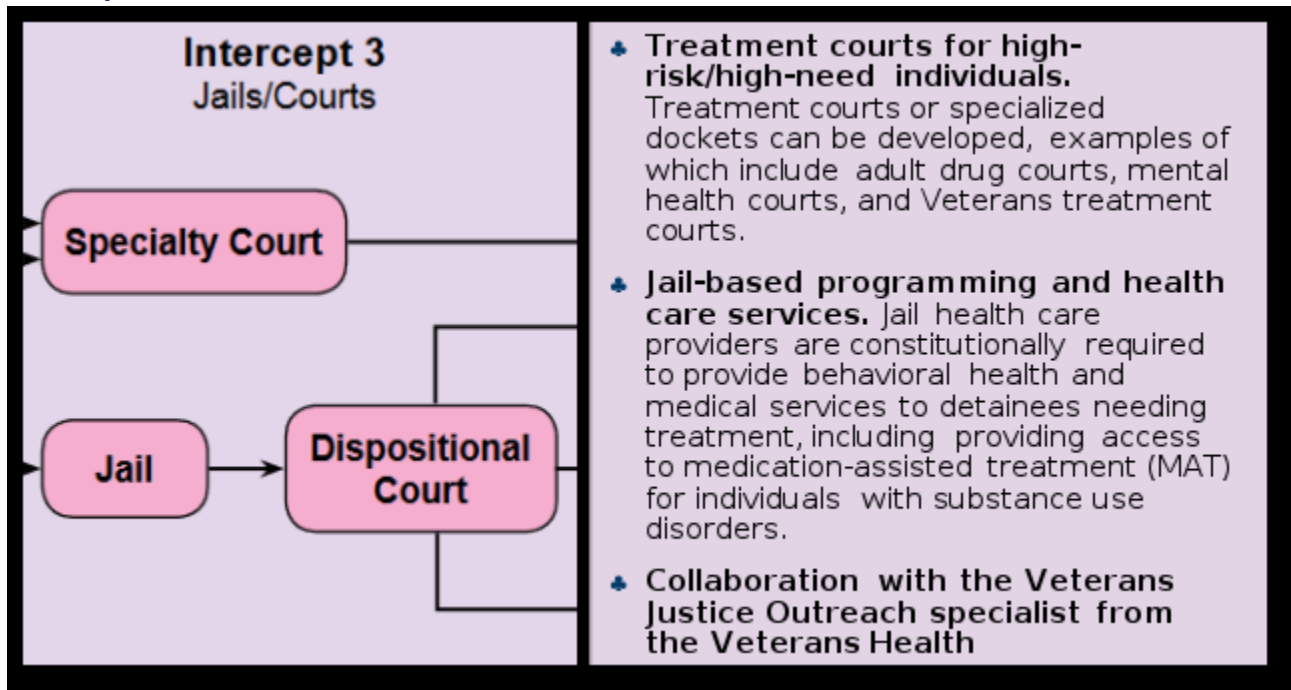 Intercept 3
Jails/Courts
Specialty Court
Jail
Dispositional
Court
♣ Treatment courts for high-
risk/high-need individuals.
Treatment courts or specialized
dockets can be developed, examples of
which include adult drug courts, mental
health courts, and Veterans treatment
courts.
♣ Jail-based programming and health
care services. Jail health care
providers are constitutionally required
to provide behavioral health and
medical services to detainees needing
treatment, including providing access
to medication-assisted treatment (MAT)
for individuals with substance use
disorders.
♣ Collaboration with the Veterans
Justice Outreach specialist from
the Veterans Health